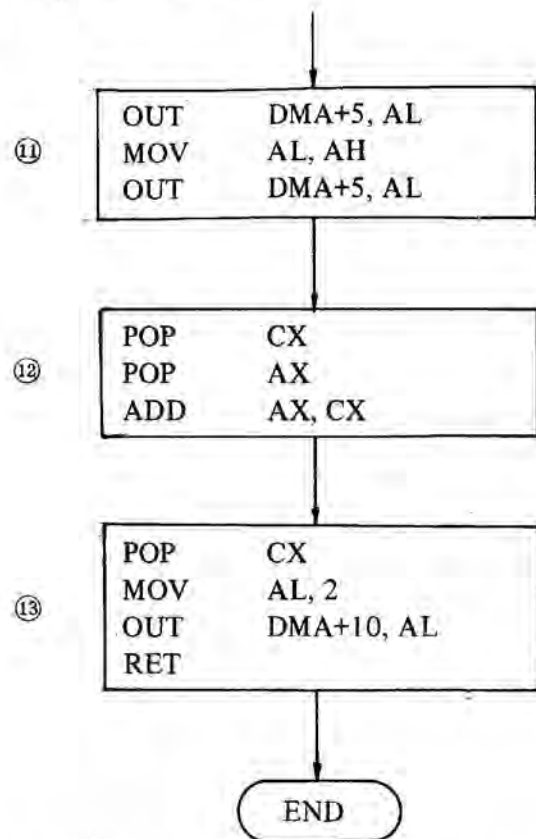 ⑪
OUT DMA+5, AL
MOV AL, AH
OUT DMA+5, AL
⑫
POP CX
POP AX
ADD AX, CX
⑬
POP CX
MOV AL, 2
OUT DMA+10, AL
RET
END